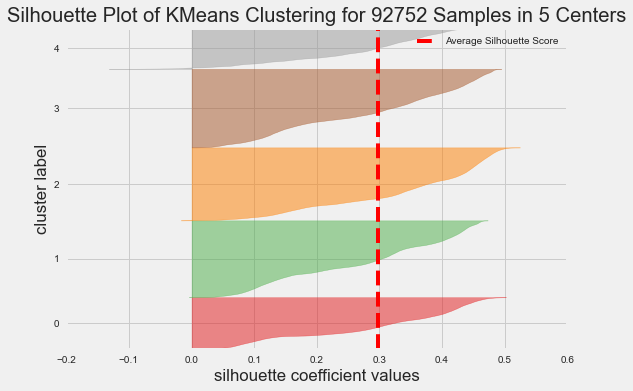 Silhouette Plot of KMeans Clustering for 92752 Samples in 5 Centers
Average Silhouette Score
cluster label
4
3
2
1
0
-0.2 -0.1 0.0 0.1 0.2 0.3 0.4 0.5 0.6
silhouette coefficient values